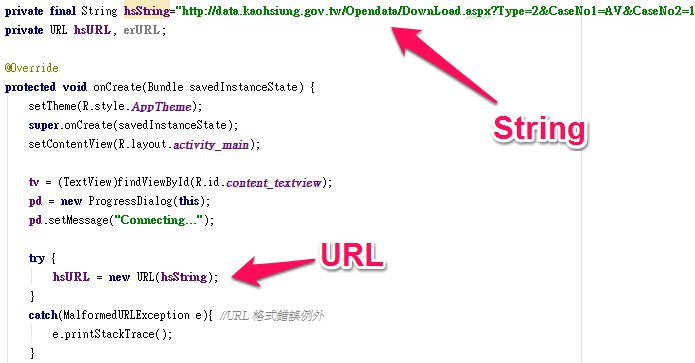 private final String hsString="http://data.kaohsiung.gov.tw/Opendata/DownLoad.aspx?Type=2&CaseNo1=AV&CaseNo2=1
private URL hsURL, erURL;
String
@Override
protected void onCreate(Bundle savedInstanceState) {
setTheme(R.style.AppTheme);
super.onCreate(savedInstanceState);
setContentView(R.layout.activity_main);
tv = (TextView)findViewById(R.id.content_textview);
pd = new ProgressDialog(this);
pd.setMessage("Connecting...");
URL
try {
hsURL = new URL(hsString);
}
catch(MalformedURLException e){ //URL 格式錯誤例外
e.printStackTrace();
}